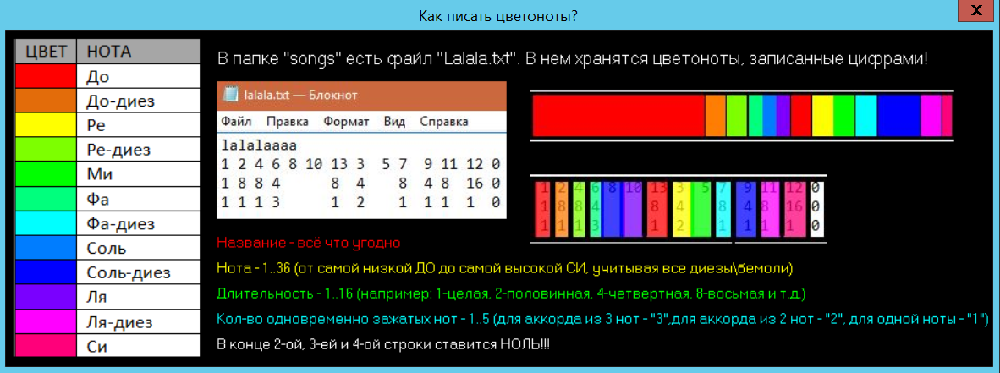 Как писать цветоноты?
x
ЦВЕТ НОТА
До
До-диез
Ре
Ре-диез
Ми
Фа
Фа-диез
Соль
Соль-диез
Ля
Ля-диез
Си
В папке "songs" есть файл "Lalala.txt". В нем хранятся цветоноты, записанные цифрами!
lalala.txt — Блокнот
Файл Правка Формат Вид Справка
lalalaaaa
1 2 4 6 8 10 13 3 5 7 9 11 12 0
1 8 8 4 8 4 8 4 8 16 0
1 1 1 3 1 2 1 1 1 1 0
1 2 4 6 8 10 13 3 5 7 9 11 12 0
1 8 8 4 8 4 8 4 8 16 0
1 1 1 3 1 2 1 1 1 1 0
Название - всё что угодно
Нота - 1..36 (от самой низкой ДО до самой высокой СИ, учитывая все диезы\бемоли)
Длительность - 1..16 (например: 1-целая, 2-половинная, 4-четвертная, 8-восьмая и т.д.)
Кол-во одновременно зажатых нот - 1..5 (для аккорда из 3 нот - "3",для аккорда из 2 нот - "2", для одной ноты - "1")
В конце 2-ой, 3-ей и 4-ой строки ставится НОЛЬ!!!